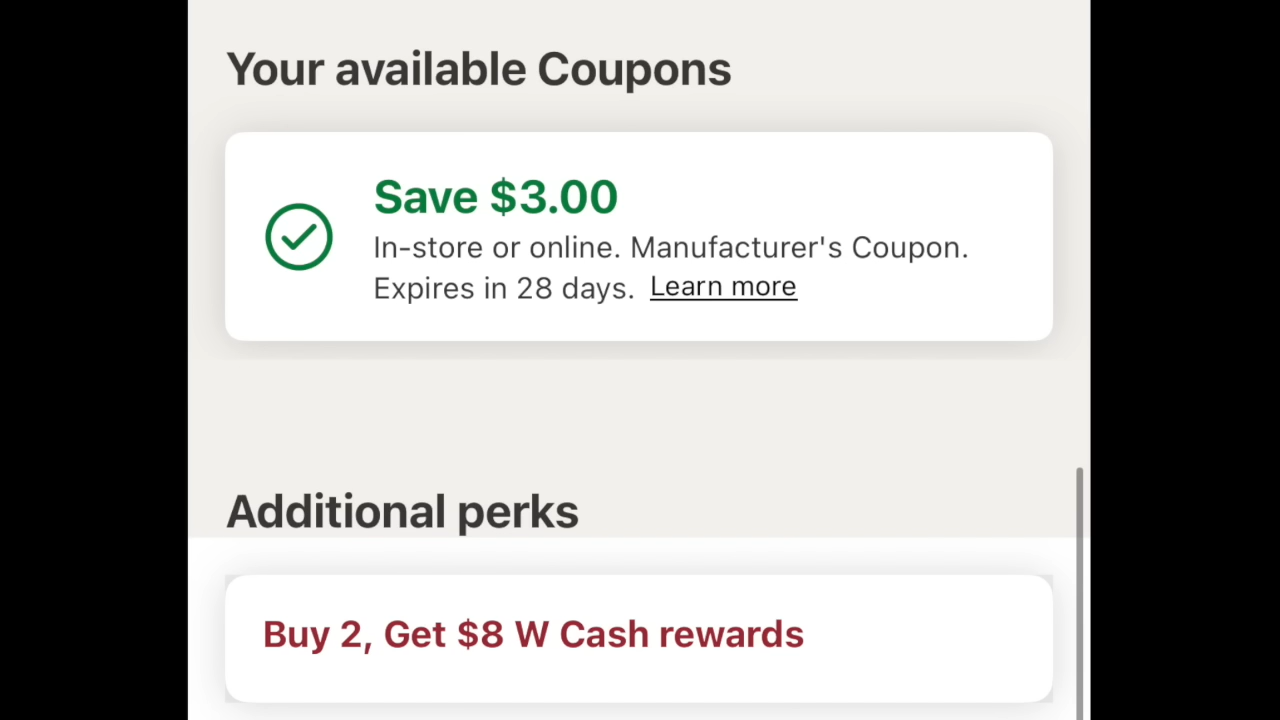 Your available Coupons
Save $3.00
In-store or online. Manufacturer's Coupon.
Expires in 28 days. Learn more
Additional perks
Buy 2, Get $8 W Cash rewards